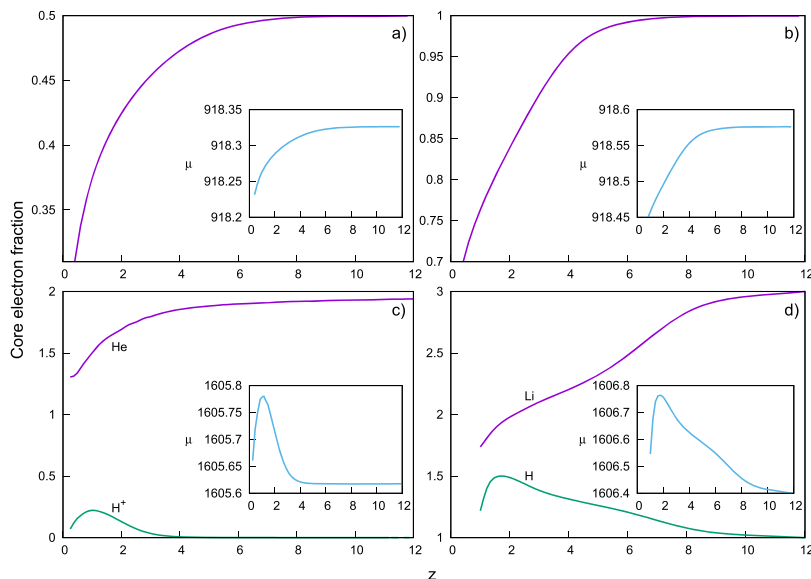 0.5
0.45
0.4
0.35
0 2 4 6 8 10 12
a)
918.35
918.3
918.25
918.2
μ
0 2 4 6 8 10 12
1
0.95
0.9
0.85
0.8
0.75
0.7
0 2 4 6 8 10 12
b)
918.6
918.55
918.5
918.45
μ
0 2 4 6 8 10 12
Core electron fraction
2
1.5
1
0.5
0
0 2 4 6 8 10 12
c)
He
H+
1605.8
1605.75
1605.7
1605.65
1605.6
μ
0 2 4 6 8 10 12
3
2.5
2
1.5
1
0 2 4 6 8 10 12
d)
Li
H
1606.8
1606.7
1606.6
1606.5
1606.4
μ
0 2 4 6 8 10 12
z